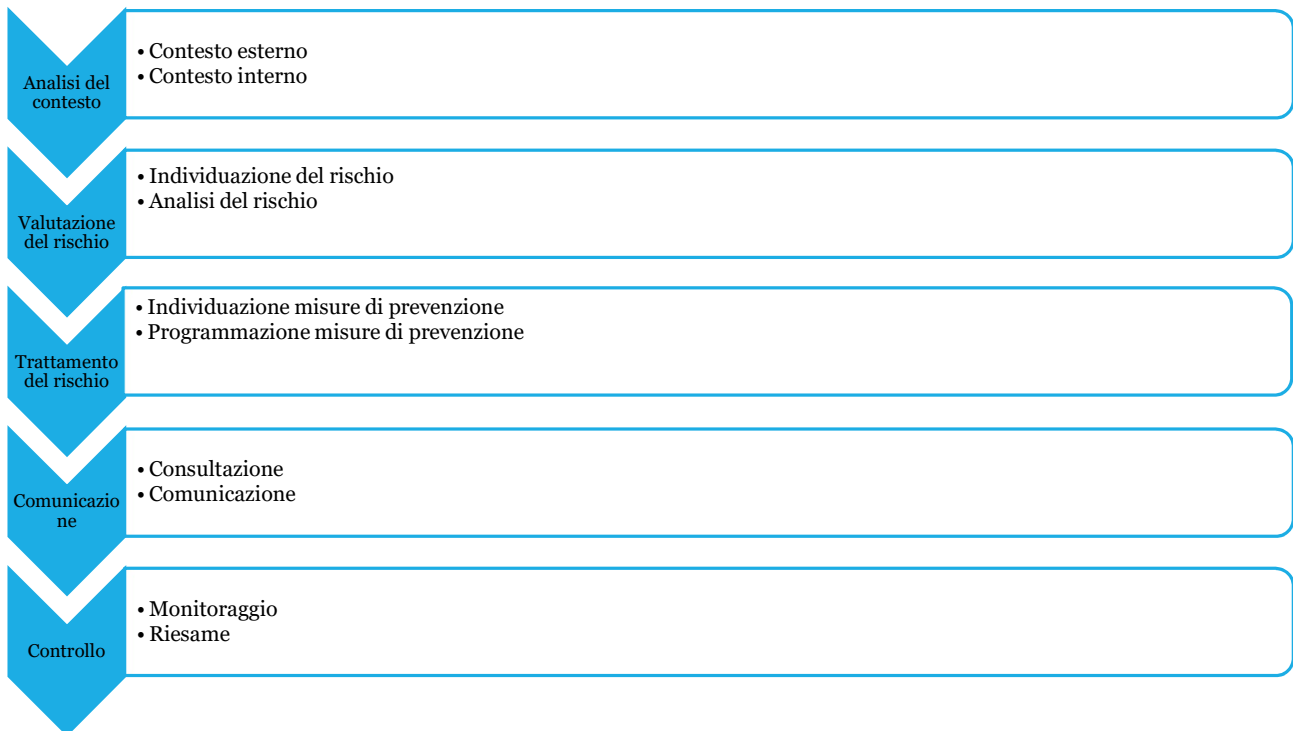 Analisi del
contesto
• Contesto esterno
• Contesto interno
Valutazione
del rischio
• Individuazione del rischio
• Analisi del rischio
Trattamento
del rischio
• Individuazione misure di prevenzione
• Programmazione misure di prevenzione
Comunicazio
ne
• Consultazione
• Comunicazione
Controllo
• Monitoraggio
• Riesame